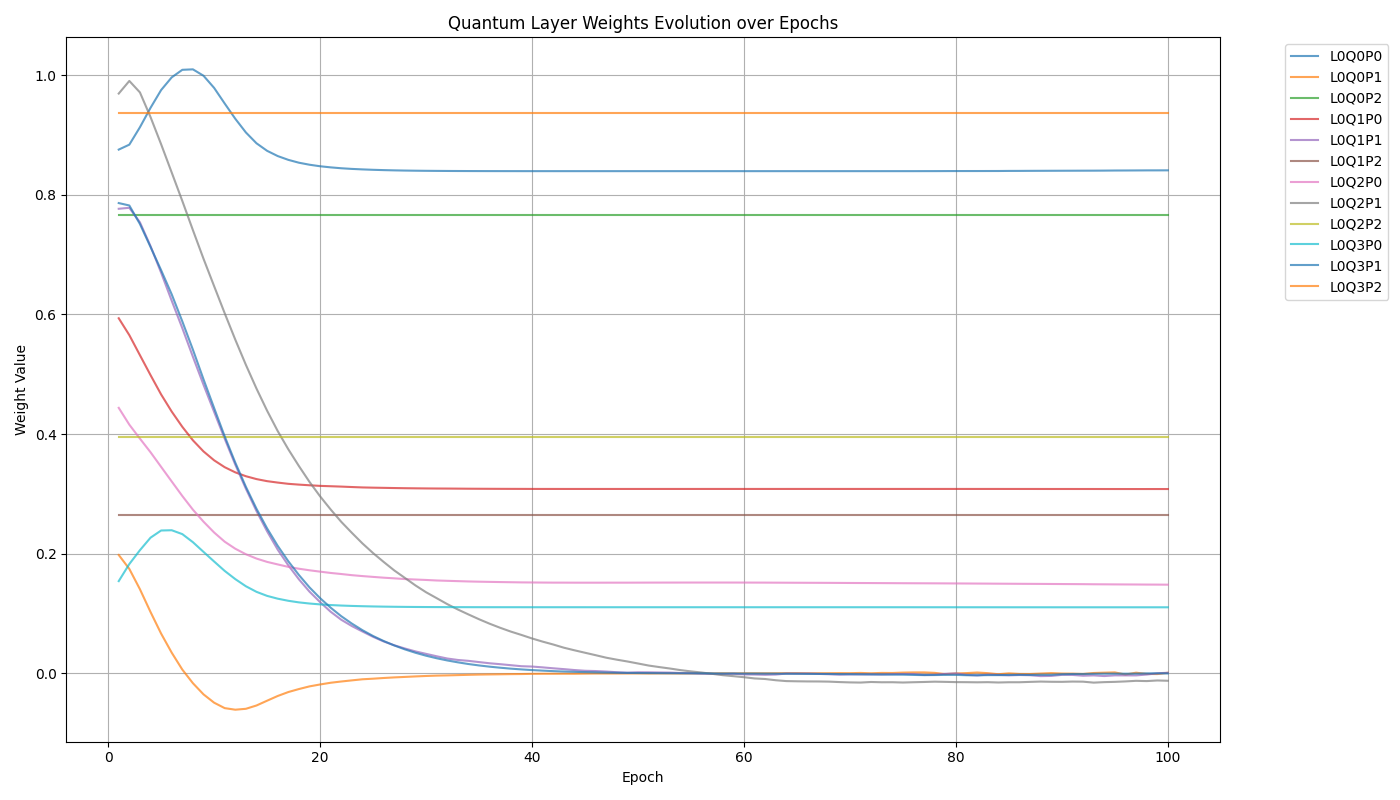 Quantum Layer Weights Evolution over Epochs
Weight Value
1.0
0.8
0.6
0.4
0.2
0.0
0 20 40 60 80 100
Epoch
L0Q0P0
L0Q0P1
L0Q0P2
L0Q1P0
L0Q1P1
L0Q1P2
L0Q2P0
L0Q2P1
L0Q2P2
L0Q3P0
L0Q3P1
L0Q3P2